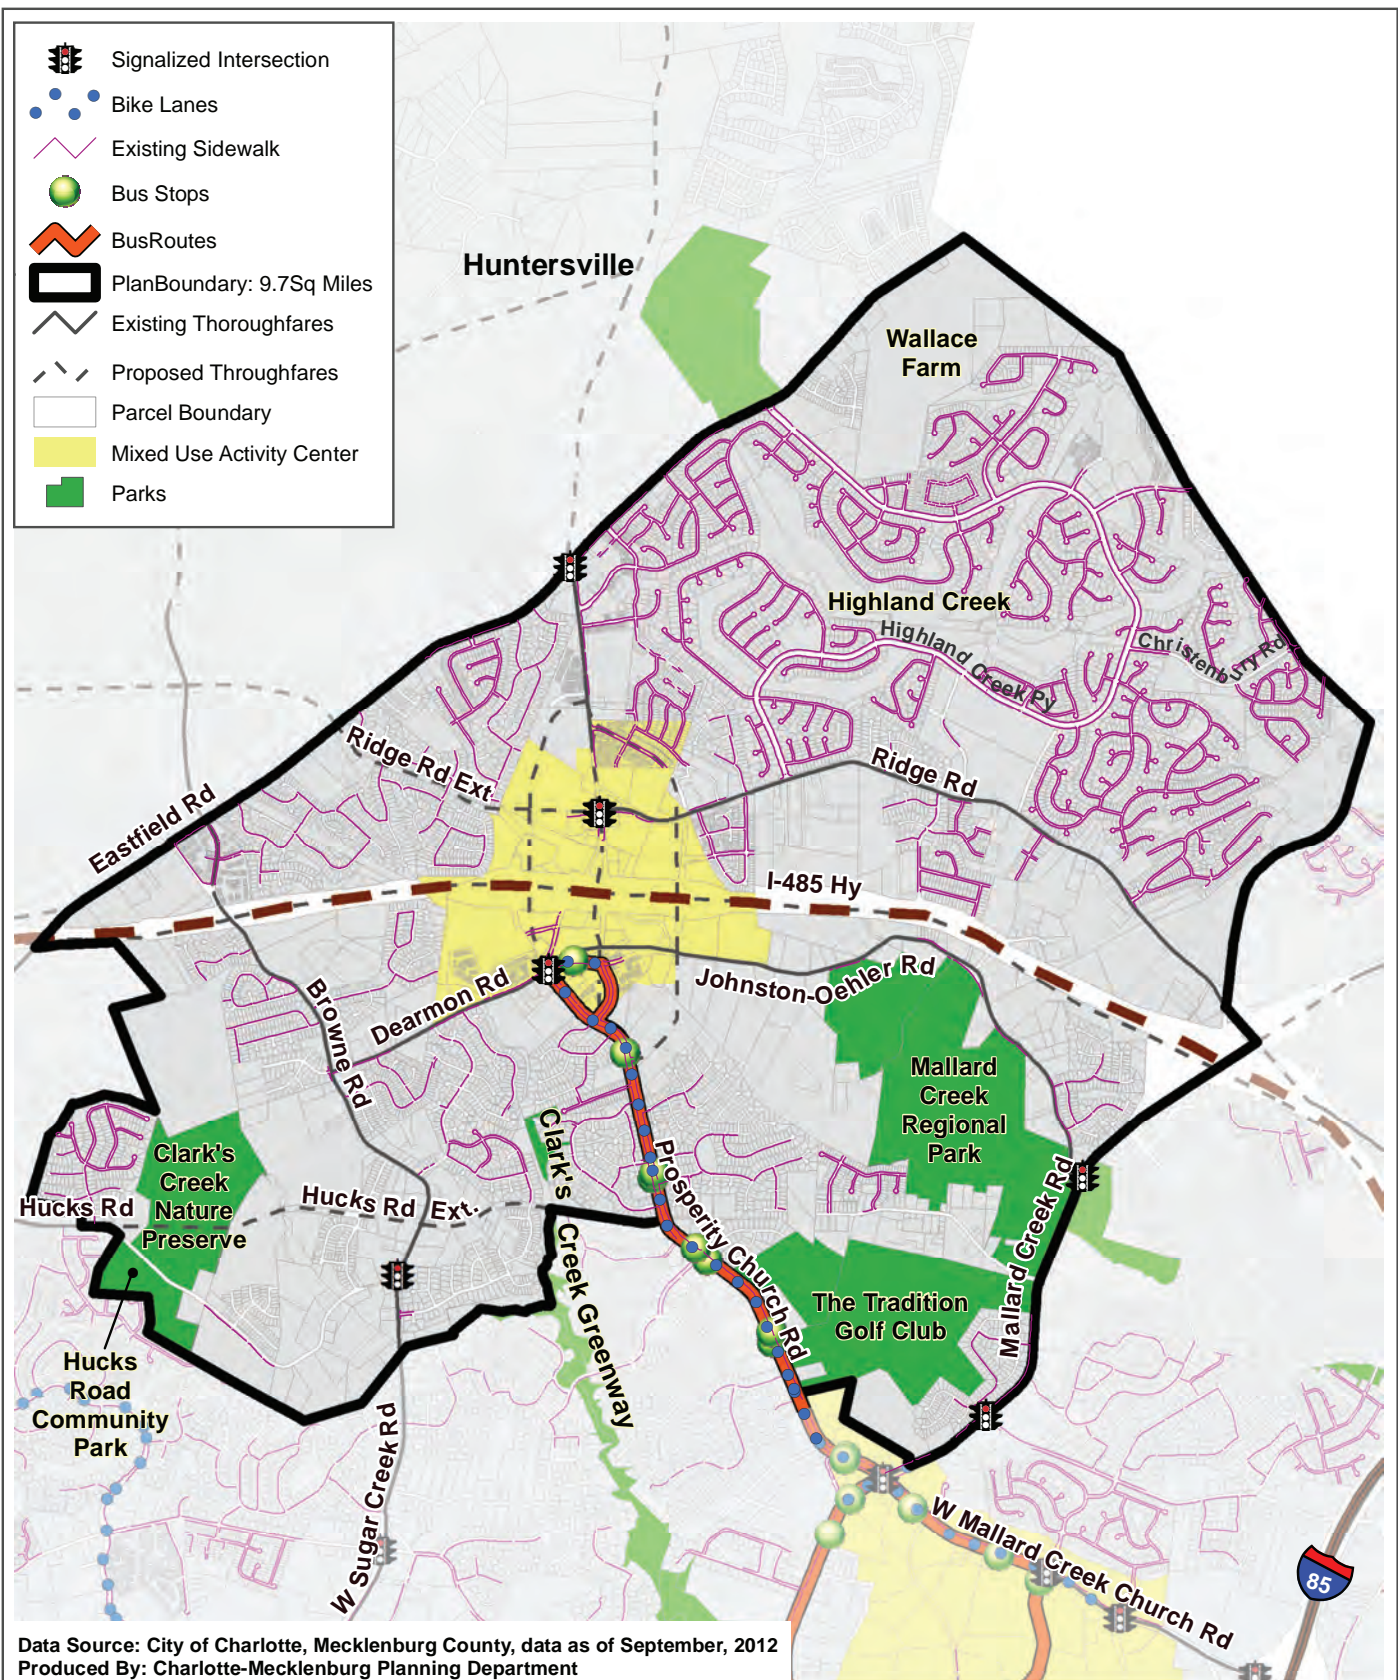 Signalized Intersection
Bike Lanes
Existing Sidewalk
Bus Stops
BusRoutes
PlanBoundary: 9.7Sq Miles
Existing Thoroughfares
Proposed Throughfares
Parcel Boundary
Mixed Use Activity Center
Parks
Huntersville
Wallace
Farm
Highland Creek
Highland Creek Py
Christenbury Rd
Ridge Rd Ext
Ridge Rd
Eastfield Rd
I-485 Hy
Johnston-Oehler Rd
Dearmon Rd
Browne Rd
Mallard
Creek
Regional
Park
Clark's
Creek
Nature
Preserve
Clark's Creek Greenway
Prosperity Church Rd
Mallard Creek Rd
Hucks Rd
Hucks Rd Ext.
The Tradition
Golf Club
Hucks
Road
Community
Park
W Sugar Creek Rd
W Mallard Creek Church Rd
85
Data Source: City of Charlotte, Mecklenburg County, data as of September, 2012
Produced By: Charlotte-Mecklenburg Planning Department